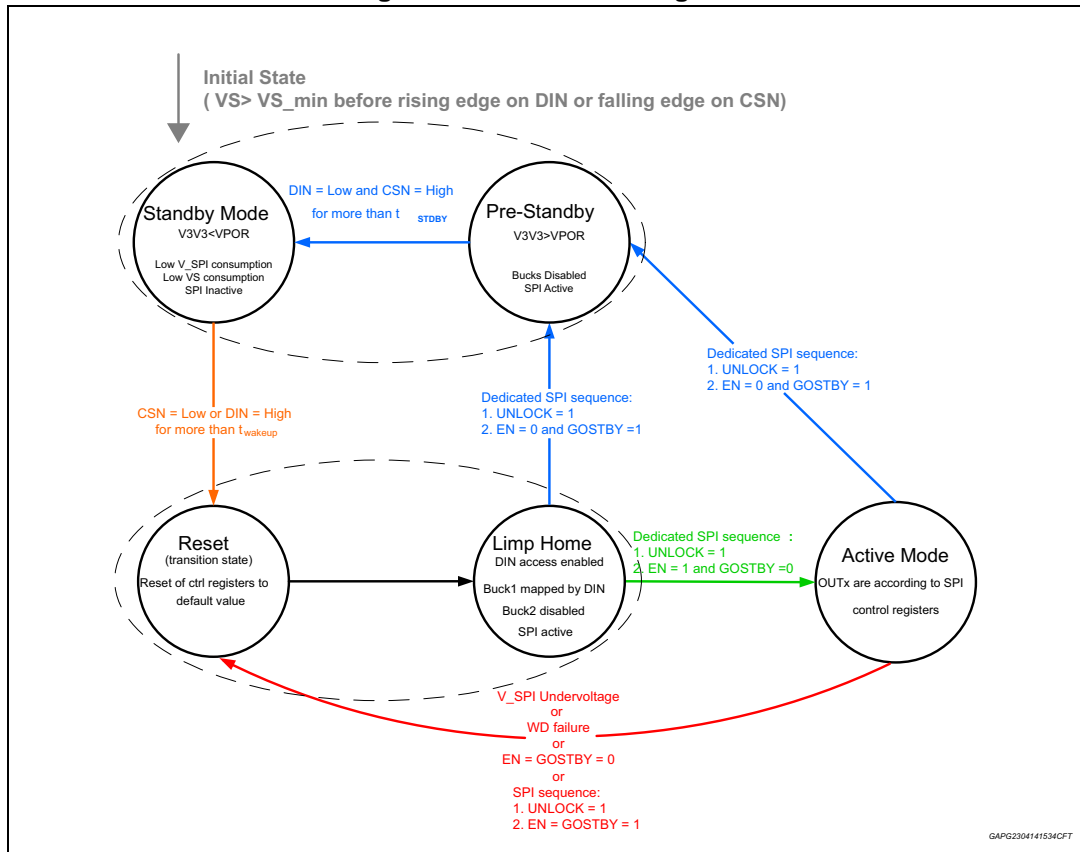 Initial State
( VS> VS_min before rising edge on DIN or falling edge on CSN)
Standby Mode
V3V3<VPOR
Low V_SPI consumption
Low VS consumption
SPI Inactive
DIN = Low and CSN = High
for more than t STDBY
Pre-Standby
V3V3>VPOR
Bucks Disabled
SPI Active
Dedicated SPI sequence:
1. UNLOCK = 1
2. EN = 0 and GOSTBY = 1
Dedicated SPI sequence:
1. UNLOCK = 1
2. EN = 0 and GOSTBY =1
CSN = Low or DIN = High
for more than t wakeup
Reset
(transition state)
Reset of ctrl registers to
default value
Limp Home
DIN access enabled
Buck1 mapped by DIN
Buck2 disabled
SPI active
Dedicated SPI sequence :
1. UNLOCK = 1
2. EN = 1 and GOSTBY =0
Active Mode
OUTx are according to SPI
control registers
V_SPI Undervoltage
or
WD failure
or
EN = GOSTBY = 0
or
SPI sequence:
1. UNLOCK = 1
2. EN = GOSTBY = 1
GAPG2304141534CFT